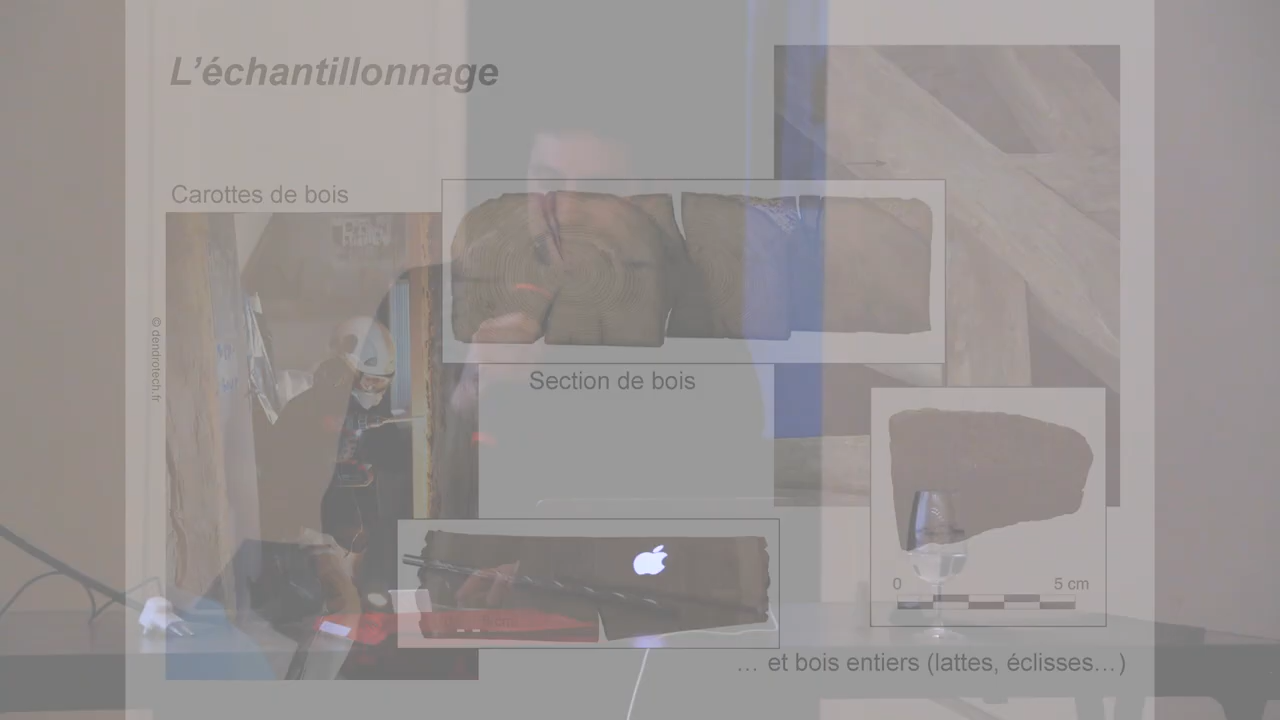 L'échantillonnage
Carottes de bois
© dendrotech.fr
Section de bois
0 5 cm
… et bois entiers (lattes, éclisses…)